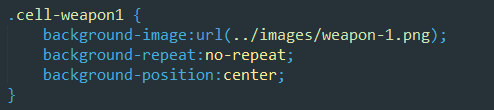 .cell-weapon1 {
    background-image:url(../images/weapon-1.png);
    background-repeat:no-repeat;
    background-position:center;
}